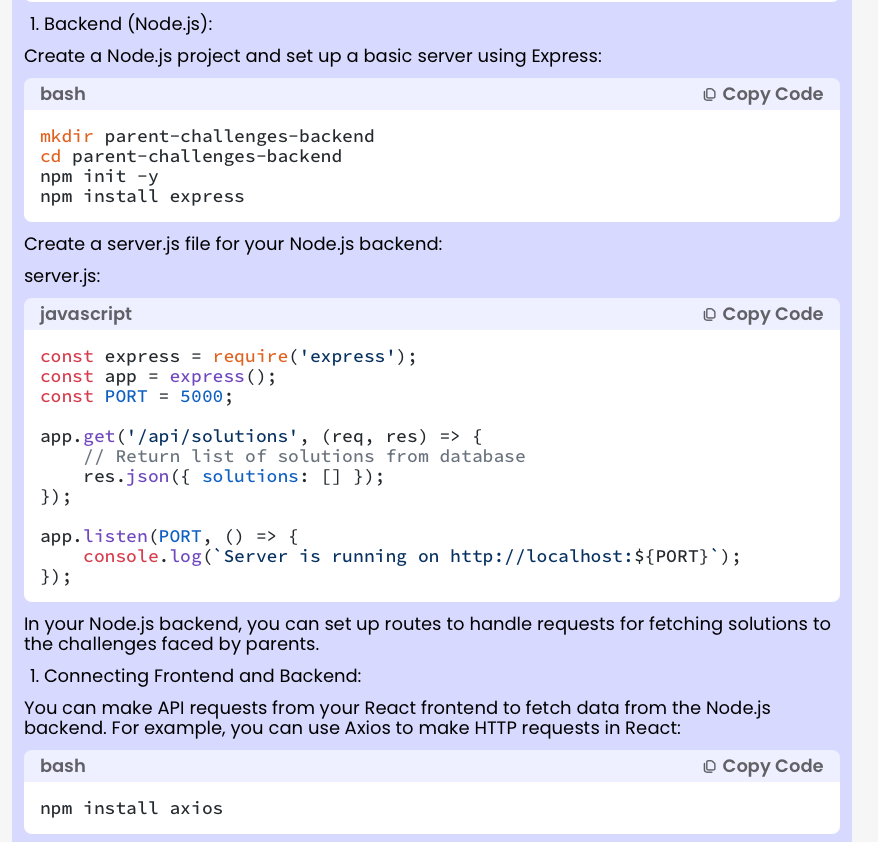 1. Backend (Node.js):
Create a Node.js project and set up a basic server using Express:
bash Copy Code
mkdir parent-challenges-backend
cd parent-challenges-backend
npm init -y
npm install express
Create a server.js file for your Node.js backend:
server.js:
javascript Copy Code
const express = require('express');
const app = express();
const PORT = 5000;
app.get('/api/solutions', (req, res) => {
    // Return list of solutions from database
    res.json({ solutions: [] });
});
app.listen(PORT, () => {
    console.log(`Server is running on http://localhost:${PORT}`);
});
In your Node.js backend, you can set up routes to handle requests for fetching solutions to
the challenges faced by parents.
1. Connecting Frontend and Backend:
You can make API requests from your React frontend to fetch data from the Node.js
backend. For example, you can use Axios to make HTTP requests in React:
bash Copy Code
npm install axios